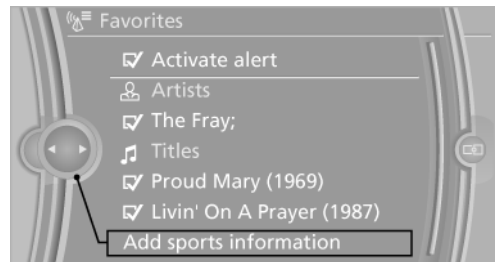 Favorites
Activate alert
Artists
The Fray;
Titles
Proud Mary (1969)
Livin' On A Prayer (1987)
Add sports information